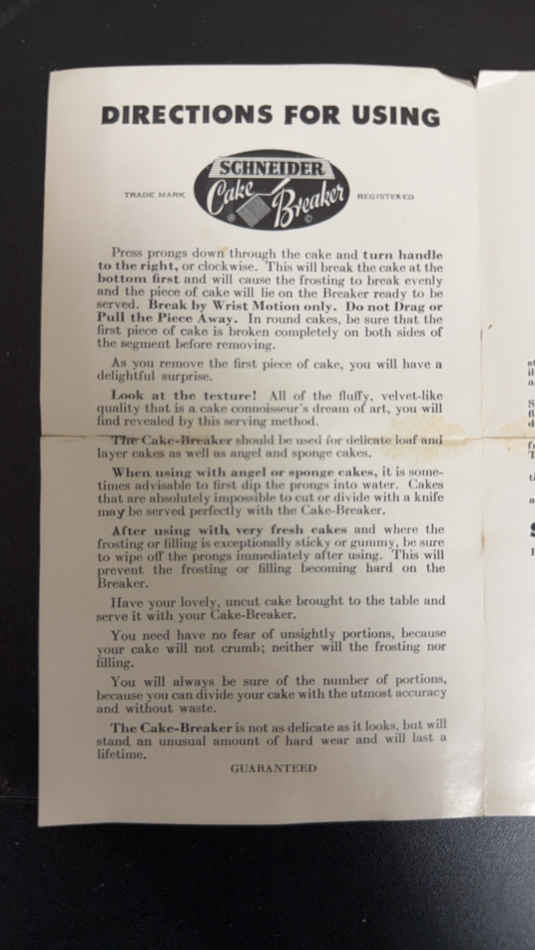 DIRECTIONS FOR USING
SCHNEIDER
TRADE MARK Cake Breaker REGISTERED
® ©
Press prongs down through the cake and turn handle
to the right, or clockwise. This will break the cake at the
bottom first and will cause the frosting to break evenly
and the piece of cake will lie on the Breaker ready to be
served. Break by Wrist Motion only. Do not Drag or
Pull the Piece Away. In round cakes, be sure that the
first piece of cake is broken completely on both sides of
the segment before removing.
As you remove the first piece of cake, you will have a
delightful surprise.
Look at the texture! All of the fluffy, velvet-like
quality that is a cake connoisseur's dream of art, you will
find revealed by this serving method.
The Cake-Breaker should be used for delicate loaf and
layer cakes as well as angel and sponge cakes.
When using with angel or sponge cakes, it is some-
times advisable to first dip the prongs into water. Cakes
that are absolutely impossible to cut or divide with a knife
may be served perfectly with the Cake-Breaker.
After using with very fresh cakes and where the
frosting or filling is exceptionally sticky or gummy, be sure
to wipe off the prongs immediately after using. This will
prevent the frosting or filling becoming hard on the
Breaker.
Have your lovely, uncut cake brought to the table and
serve it with your Cake-Breaker.
You need have no fear of unsightly portions, because
your cake will not crumb; neither will the frosting nor
filling.
You will always be sure of the number of portions,
because you can divide your cake with the utmost accuracy
and without waste.
The Cake-Breaker is not as delicate as it looks, but will
stand an unusual amount of hard wear and will last a
lifetime.
GUARANTEED